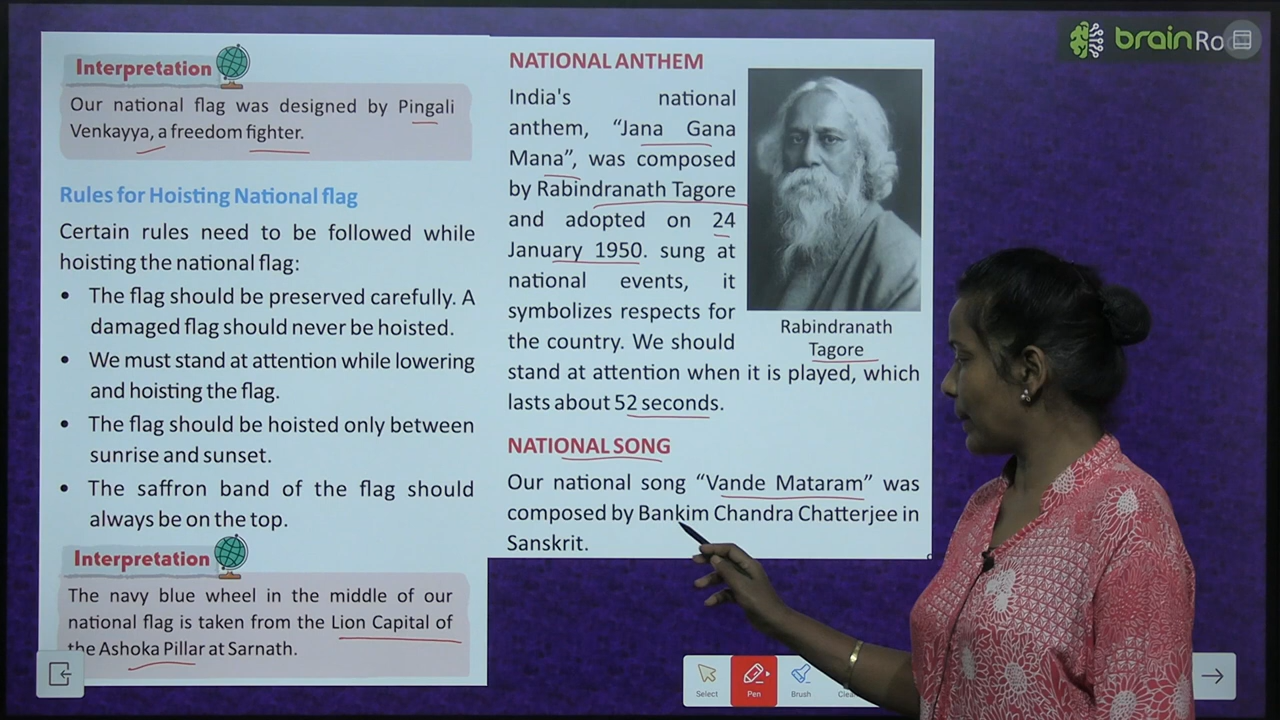 Interpretation
Our national flag was designed by Pingali
Venkayya, a freedom fighter.
Rules for Hoisting National flag
Certain rules need to be followed while
hoisting the national flag:
• The flag should be preserved carefully. A
damaged flag should never be hoisted.
• We must stand at attention while lowering
and hoisting the flag.
• The flag should be hoisted only between
sunrise and sunset.
• The saffron band of the flag should
always be on the top.
Interpretation
The navy blue wheel in the middle of our
national flag is taken from the Lion Capital of
the Ashoka Pillar at Sarnath.
NATIONAL ANTHEM
India's national
anthem, “Jana Gana
Mana”, was composed
by Rabindranath Tagore
and adopted on 24
January 1950. sung at
national events, it
symbolizes respects for
the country. We should
stand at attention when it is played, which
lasts about 52 seconds.
Rabindranath
Tagore
NATIONAL SONG
Our national song “Vande Mataram” was
composed by Bankim Chandra Chatterjee in
Sanskrit.
brain
Select
Pen
Brush